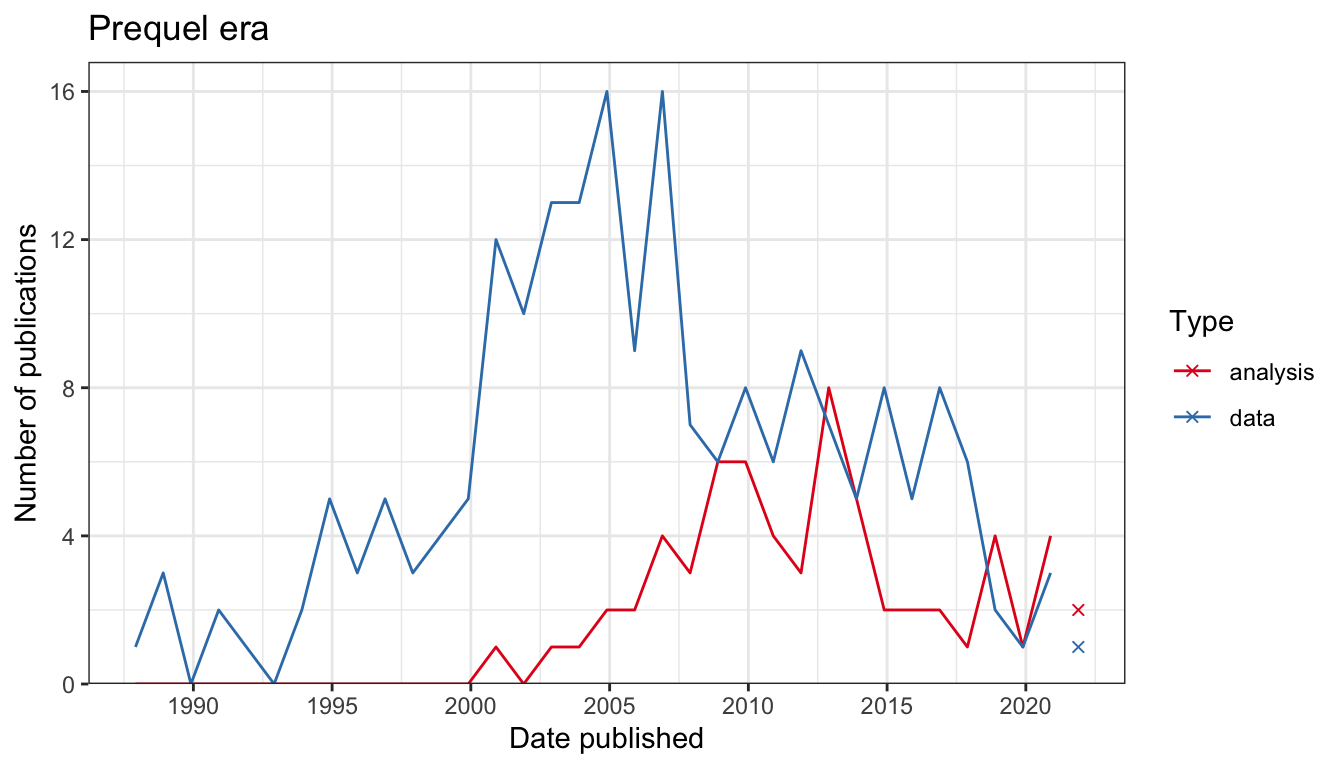 Prequel era
Number of publications
16
12
8
4
0
1990 1995 2000 2005 2010 2015 2020
Date published
Type
analysis
data